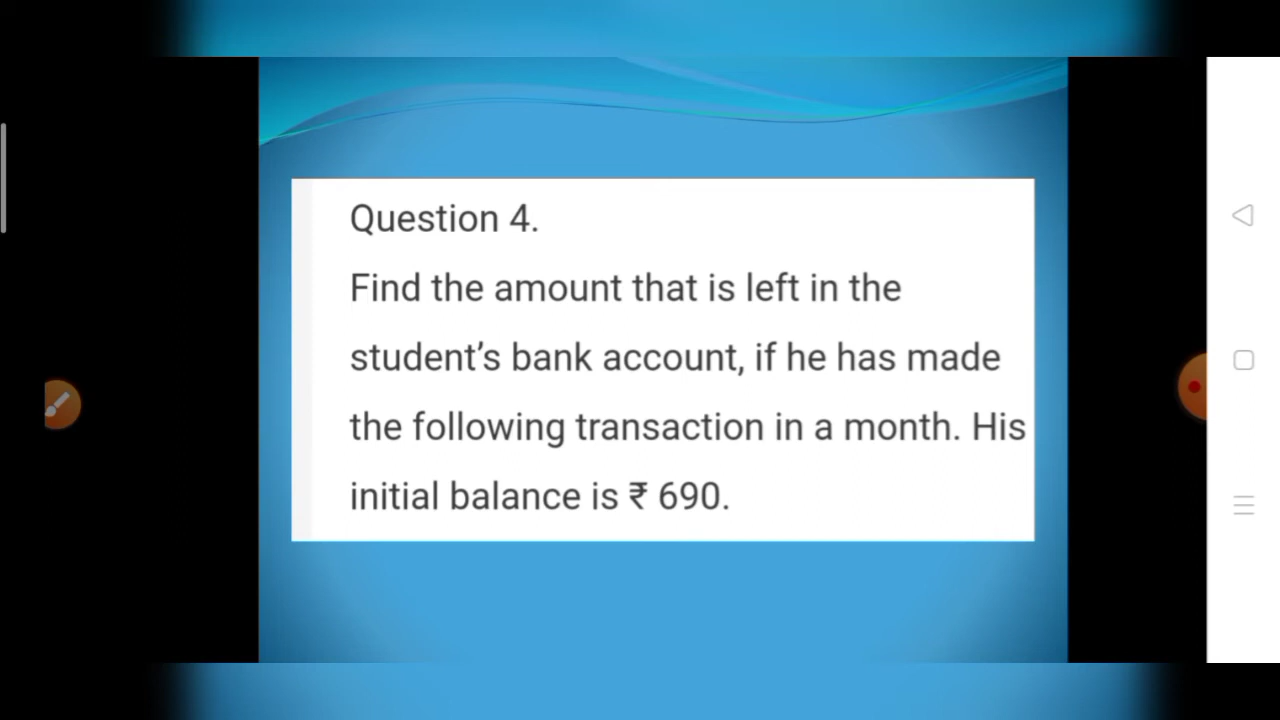 Question 4.
Find the amount that is left in the
student’s bank account, if he has made
the following transaction in a month. His
initial balance is ₹ 690.